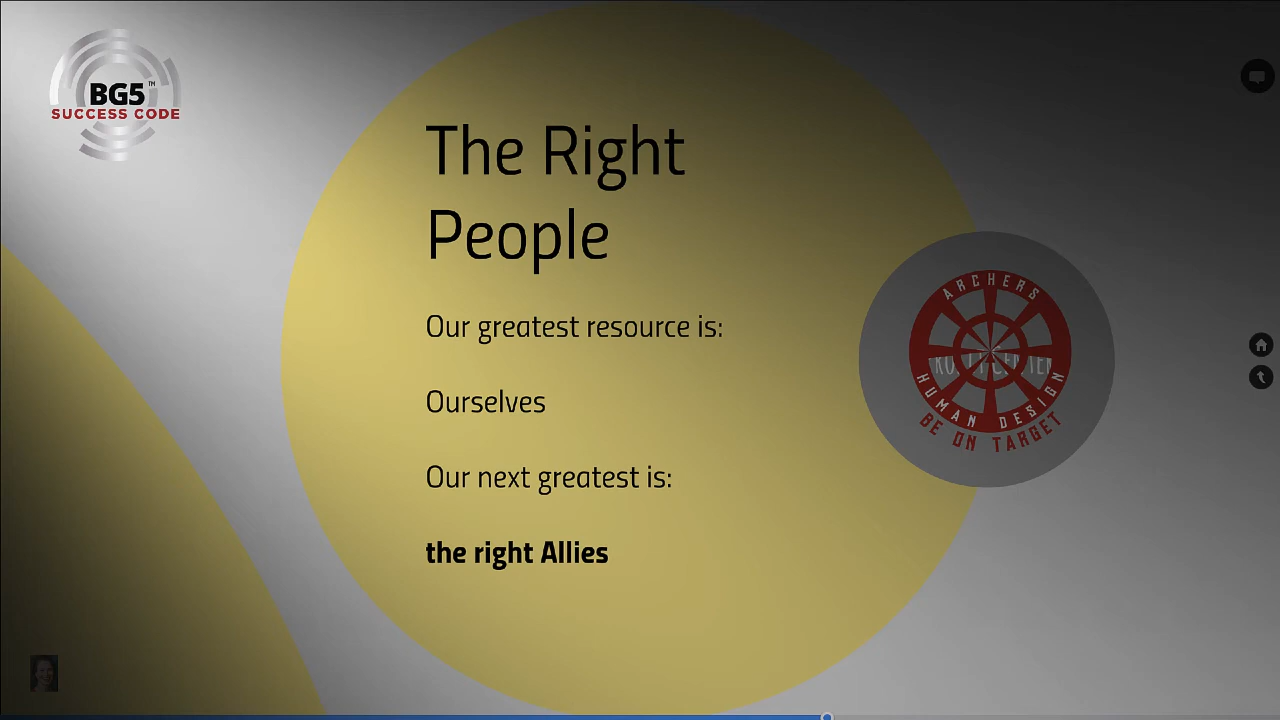 BG5™
SUCCESS CODE
The Right
People
Our greatest resource is:
Ourselves
Our next greatest is:
the right Allies
ARCHERS
HUMAN DESIGN
BE ON TARGET